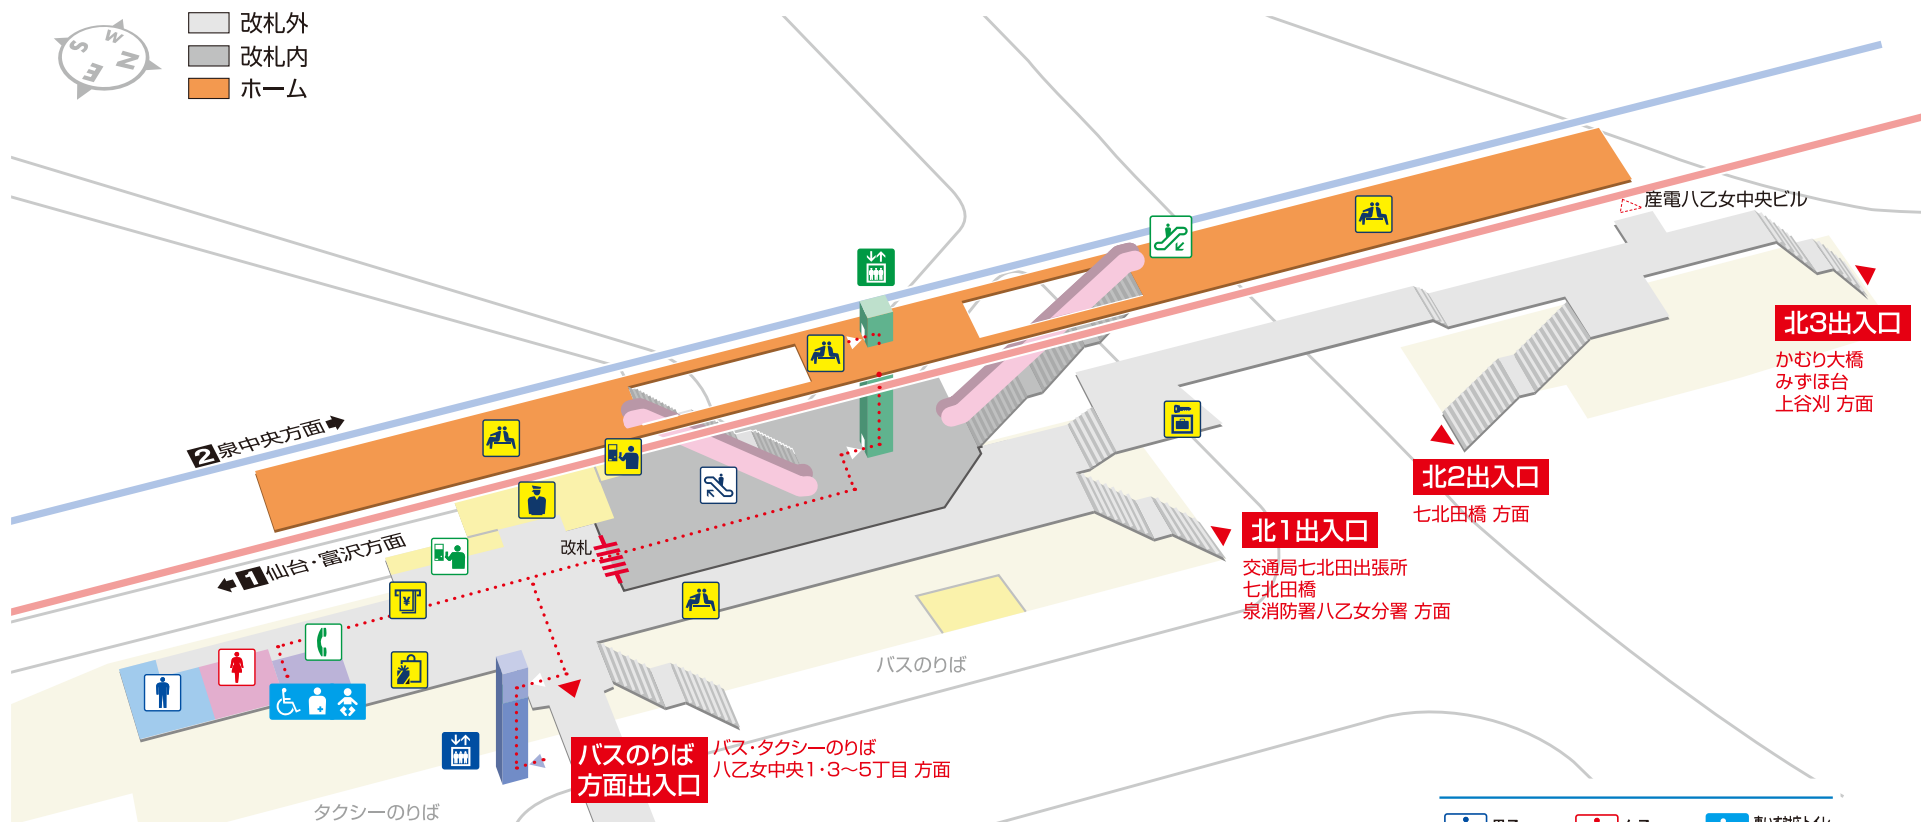 改札外
改札内
ホーム
S
W
N
E
産電八乙女中央ビル
北3出入口
かむり大橋
みずほ台
上谷刈 方面
2 泉中央方面
北2出入口
七北田橋 方面
1 仙台・富沢方面
改札
北1出入口
交通局七北田出張所
七北田橋
泉消防署八乙女分署 方面
¥
バスのりば
バスのりば
方面出入口
バス・タクシーのりば
八乙女中央1・3〜5丁目 方面
タクシーのりば